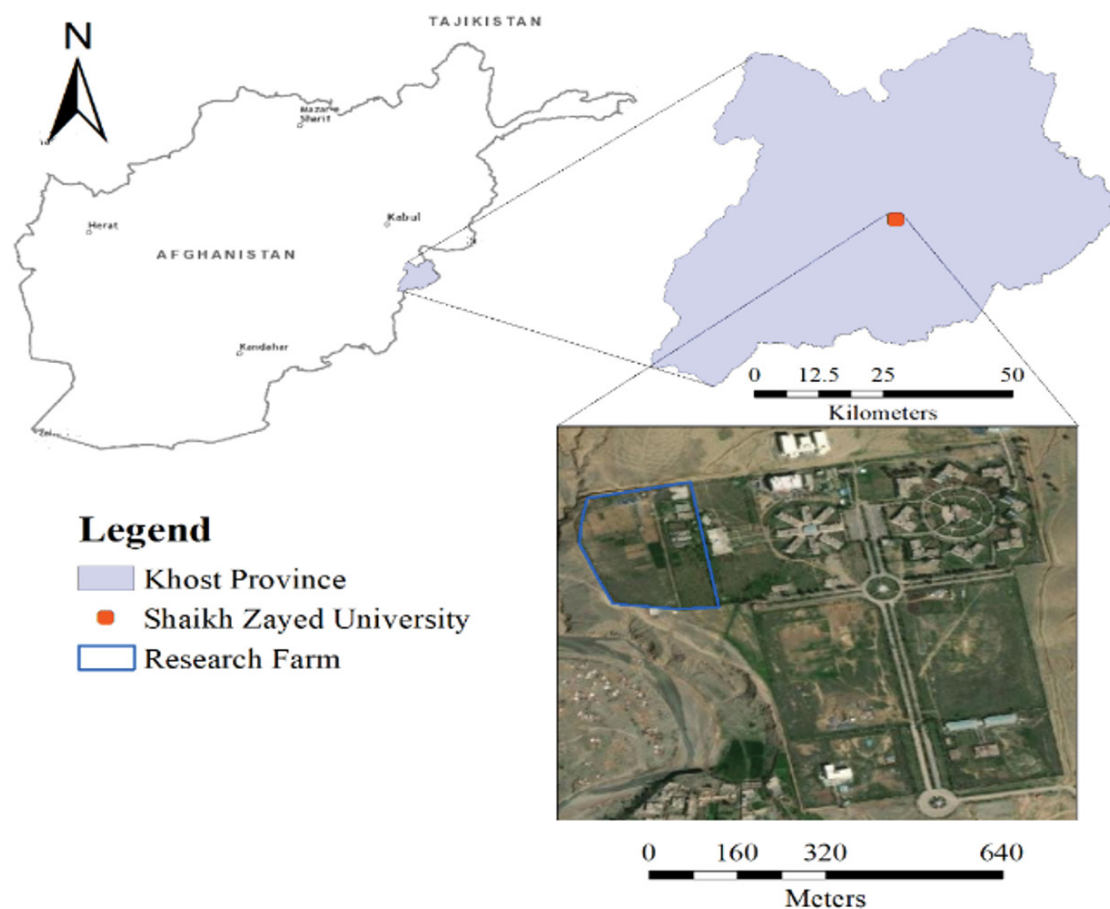 TAJIKISTAN
N
Mazar-e
Sharif
Herat
Kabul
AFGHANISTAN
Kandahar
0 12.5 25 50
Kilometers
Legend
Khost Province
Shaikh Zayed University
Research Farm
0 160 320 640
Meters